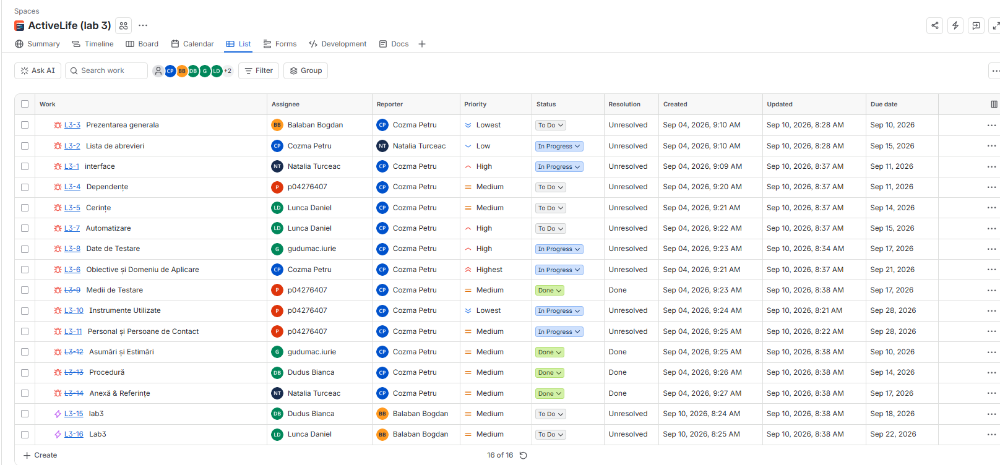 Spaces
ActiveLife (lab 3)
Summary Timeline Board Calendar List Forms Development Docs
Ask AI Search work CP BB DB G LD +2 Filter Group
Work Assignee Reporter Priority Status Resolution Created Updated Due date
L3-3 Prezentarea generala BB Balaban Bogdan CP Cozma Petru Lowest To Do Unresolved Sep 04, 2026, 9:10 AM Sep 10, 2026, 8:28 AM Sep 10, 2026
L3-2 Lista de abrevieri CP Cozma Petru NT Natalia Turceac Low In Progress Unresolved Sep 04, 2026, 9:10 AM Sep 10, 2026, 8:28 AM Sep 15, 2026
L3-1 interface NT Natalia Turceac CP Cozma Petru High In Progress Unresolved Sep 04, 2026, 9:09 AM Sep 10, 2026, 8:37 AM Sep 11, 2026
L3-4 Dependențe P p04276407 CP Cozma Petru Medium To Do Unresolved Sep 04, 2026, 9:20 AM Sep 10, 2026, 8:37 AM Sep 11, 2026
L3-5 Cerințe LD Lunca Daniel CP Cozma Petru Medium To Do Unresolved Sep 04, 2026, 9:21 AM Sep 10, 2026, 8:37 AM Sep 14, 2026
L3-7 Automatizare LD Lunca Daniel CP Cozma Petru High To Do Unresolved Sep 04, 2026, 9:22 AM Sep 10, 2026, 8:37 AM Sep 15, 2026
L3-8 Date de Testare G gudumac.iurie CP Cozma Petru High In Progress Unresolved Sep 04, 2026, 9:23 AM Sep 10, 2026, 8:34 AM Sep 17, 2026
L3-6 Obiective și Domeniu de Aplicare CP Cozma Petru CP Cozma Petru Highest In Progress Unresolved Sep 04, 2026, 9:21 AM Sep 10, 2026, 8:37 AM Sep 21, 2026
L3-9 Medii de Testare P p04276407 CP Cozma Petru Medium Done Done Sep 04, 2026, 9:23 AM Sep 10, 2026, 8:38 AM Sep 17, 2026
L3-10 Instrumente Utilizate P p04276407 CP Cozma Petru Lowest In Progress Unresolved Sep 04, 2026, 9:24 AM Sep 10, 2026, 8:21 AM Sep 28, 2026
L3-11 Personal și Persoane de Contact P p04276407 CP Cozma Petru Medium In Progress Unresolved Sep 04, 2026, 9:25 AM Sep 10, 2026, 8:22 AM Sep 28, 2026
L3-12 Asumări și Estimări G gudumac.iurie CP Cozma Petru Medium Done Done Sep 04, 2026, 9:25 AM Sep 10, 2026, 8:38 AM Sep 10, 2026
L3-13 Procedură DB Dudus Bianca CP Cozma Petru Medium Done Done Sep 04, 2026, 9:26 AM Sep 10, 2026, 8:38 AM Sep 14, 2026
L3-14 Anexă & Referințe NT Natalia Turceac CP Cozma Petru Medium Done Done Sep 04, 2026, 9:27 AM Sep 10, 2026, 8:38 AM Sep 17, 2026
L3-15 lab3 DB Dudus Bianca BB Balaban Bogdan Medium To Do Unresolved Sep 10, 2026, 8:24 AM Sep 10, 2026, 8:38 AM Sep 18, 2026
L3-16 Lab3 LD Lunca Daniel BB Balaban Bogdan Medium To Do Unresolved Sep 10, 2026, 8:25 AM Sep 10, 2026, 8:38 AM Sep 22, 2026
Create 16 of 16